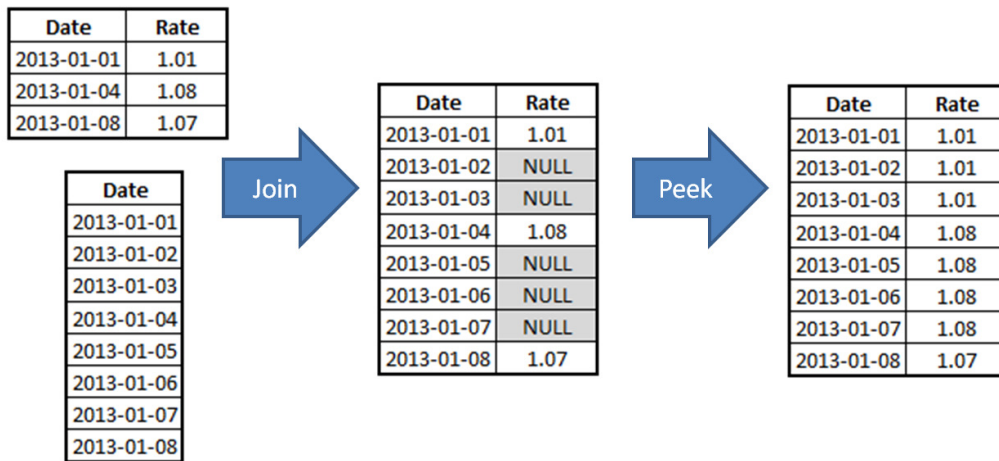 Date Rate
2013-01-01 1.01
2013-01-04 1.08
2013-01-08 1.07
Date
2013-01-01
2013-01-02
2013-01-03
2013-01-04
2013-01-05
2013-01-06
2013-01-07
2013-01-08
Join
Date Rate
2013-01-01 1.01
2013-01-02 NULL
2013-01-03 NULL
2013-01-04 1.08
2013-01-05 NULL
2013-01-06 NULL
2013-01-07 NULL
2013-01-08 1.07
Peek
Date Rate
2013-01-01 1.01
2013-01-02 1.01
2013-01-03 1.01
2013-01-04 1.08
2013-01-05 1.08
2013-01-06 1.08
2013-01-07 1.08
2013-01-08 1.07